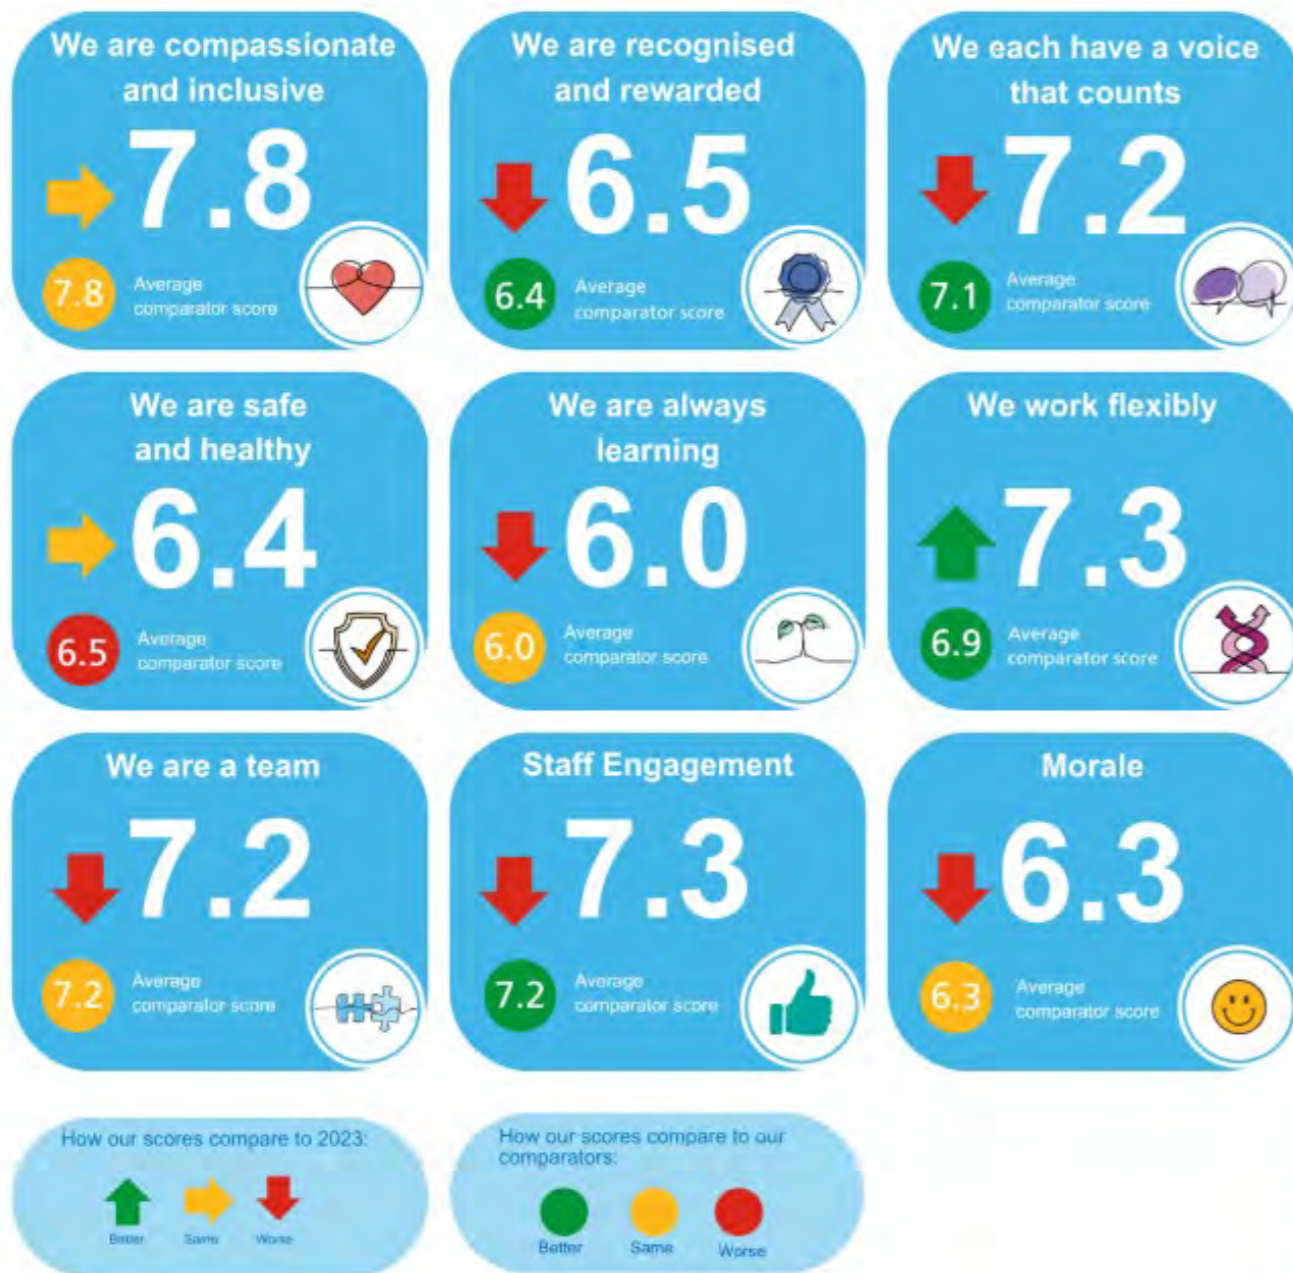 We are compassionate
and inclusive
7.8
7.8
Average
comparator score
We are recognised
and rewarded
6.5
6.4
Average
comparator score
We each have a voice
that counts
7.2
7.1
Average
comparator score
We are safe
and healthy
6.4
6.5
Average
comparator score
We are always
learning
6.0
6.0
Average
comparator score
We work flexibly
7.3
6.9
Average
comparator score
We are a team
7.2
7.2
Average
comparator score
Staff Engagement
7.3
7.2
Average
comparator score
Morale
6.3
6.3
Average
comparator score
How our scores compare to 2023:
Better Same Worse
How our scores compare to our
comparators:
Better Same Worse